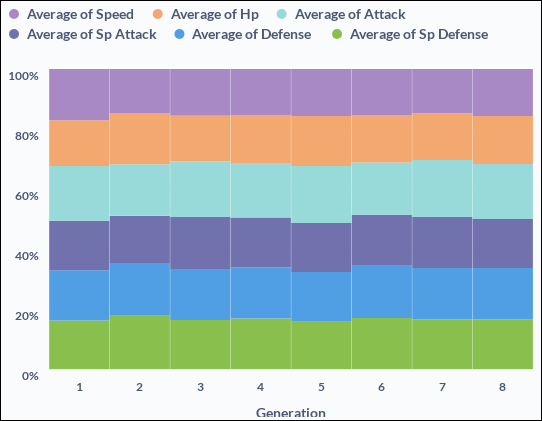 Average of Speed Average of Hp Average of Attack
Average of Sp Attack Average of Defense Average of Sp Defense
100%
80%
60%
40%
20%
0%
1 2 3 4 5 6 7 8
Generation